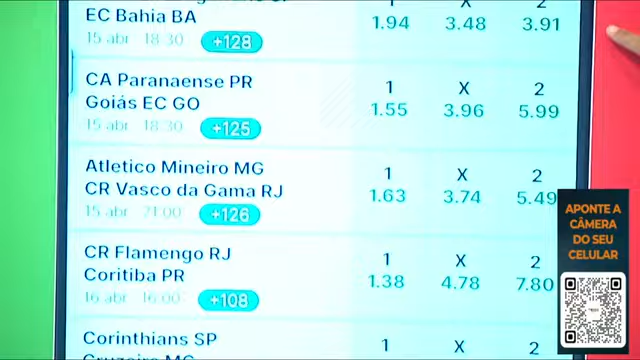 EC Bahia BA
15 abr 18:30 +128
1 X 2
1.94 3.48 3.91
CA Paranaense PR
Goiás EC GO
15 abr 18:30 +125
1 X 2
1.55 3.96 5.99
Atletico Mineiro MG
CR Vasco da Gama RJ
15 abr 21:00 +126
1 X 2
1.63 3.74 5.49
CR Flamengo RJ
Coritiba PR
16 abr 16:00 +108
1 X 2
1.38 4.78 7.80
Corinthians SP
Cruzeiro MG
1 X 2
APONTE A
CÂMERA
DO SEU
CELULAR